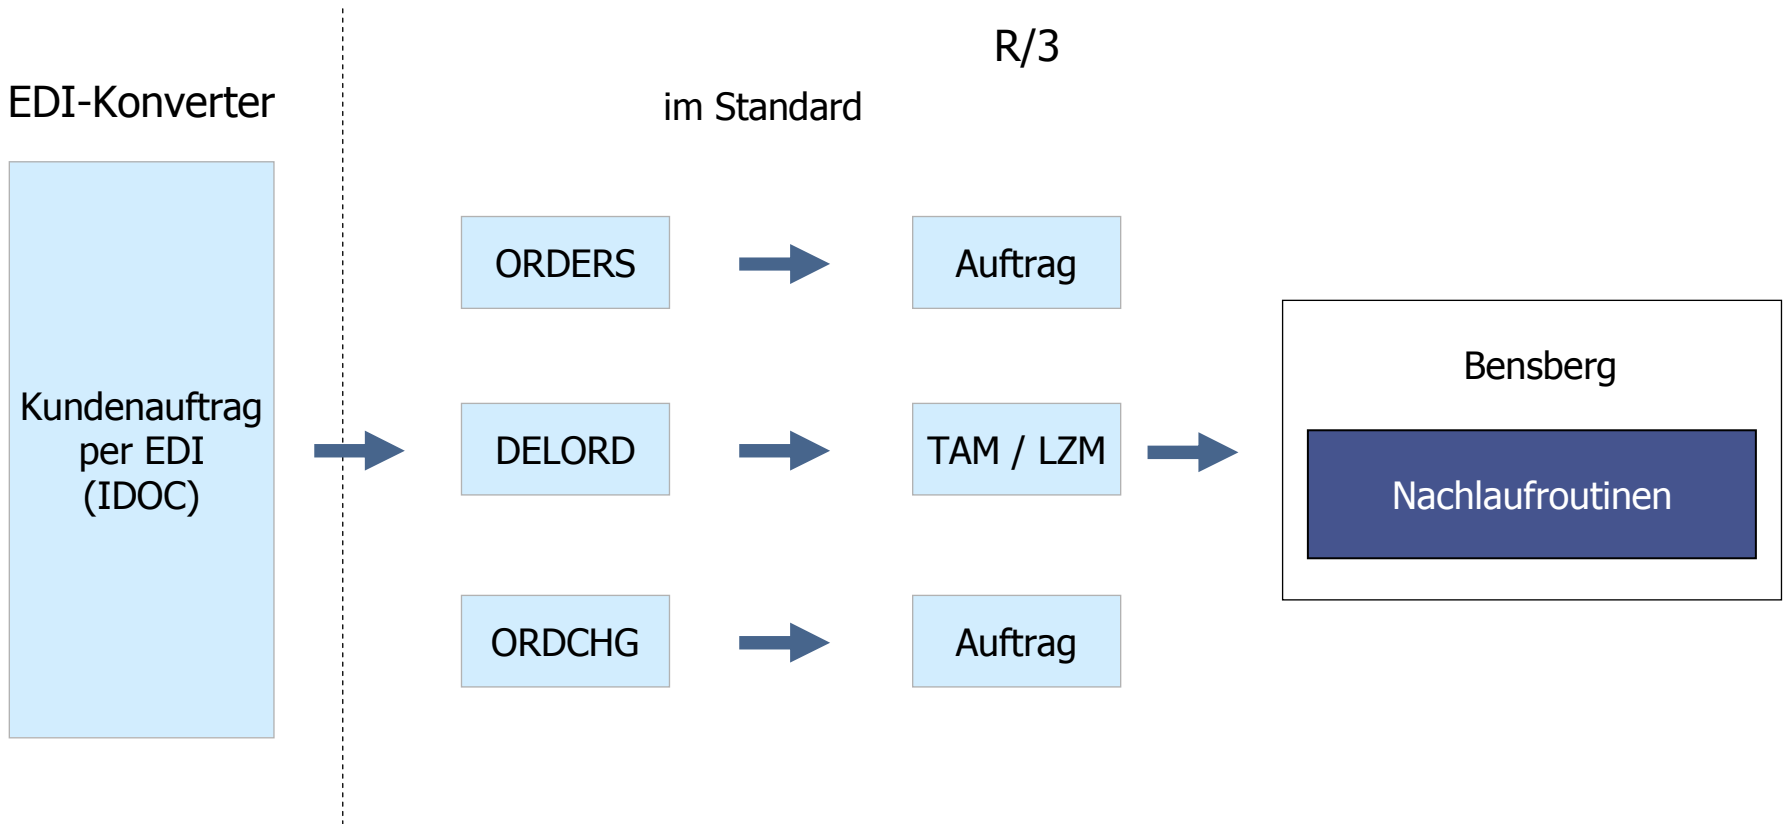 R/3
EDI-Konverter
im Standard
Kundenauftrag
per EDI
(IDOC)
ORDERS
Auftrag
DELORD
TAM / LZM
ORDCHG
Auftrag
Bensberg
Nachlaufroutinen